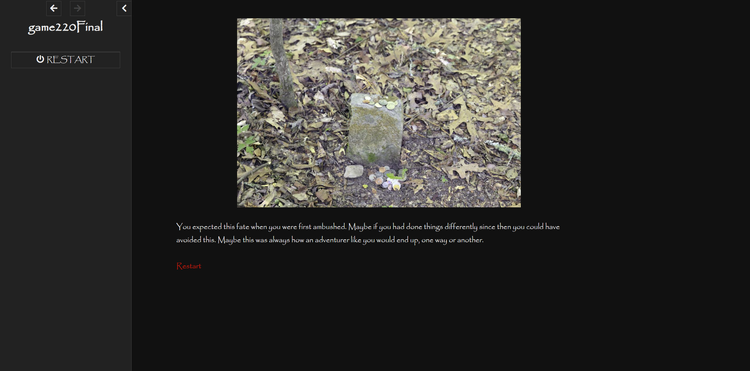 game220Final
RESTART
You expected this fate when you were first ambushed. Maybe if you had done things differently since then you could have
avoided this. Maybe this was always how an adventurer like you would end up, one way or another.
Restart